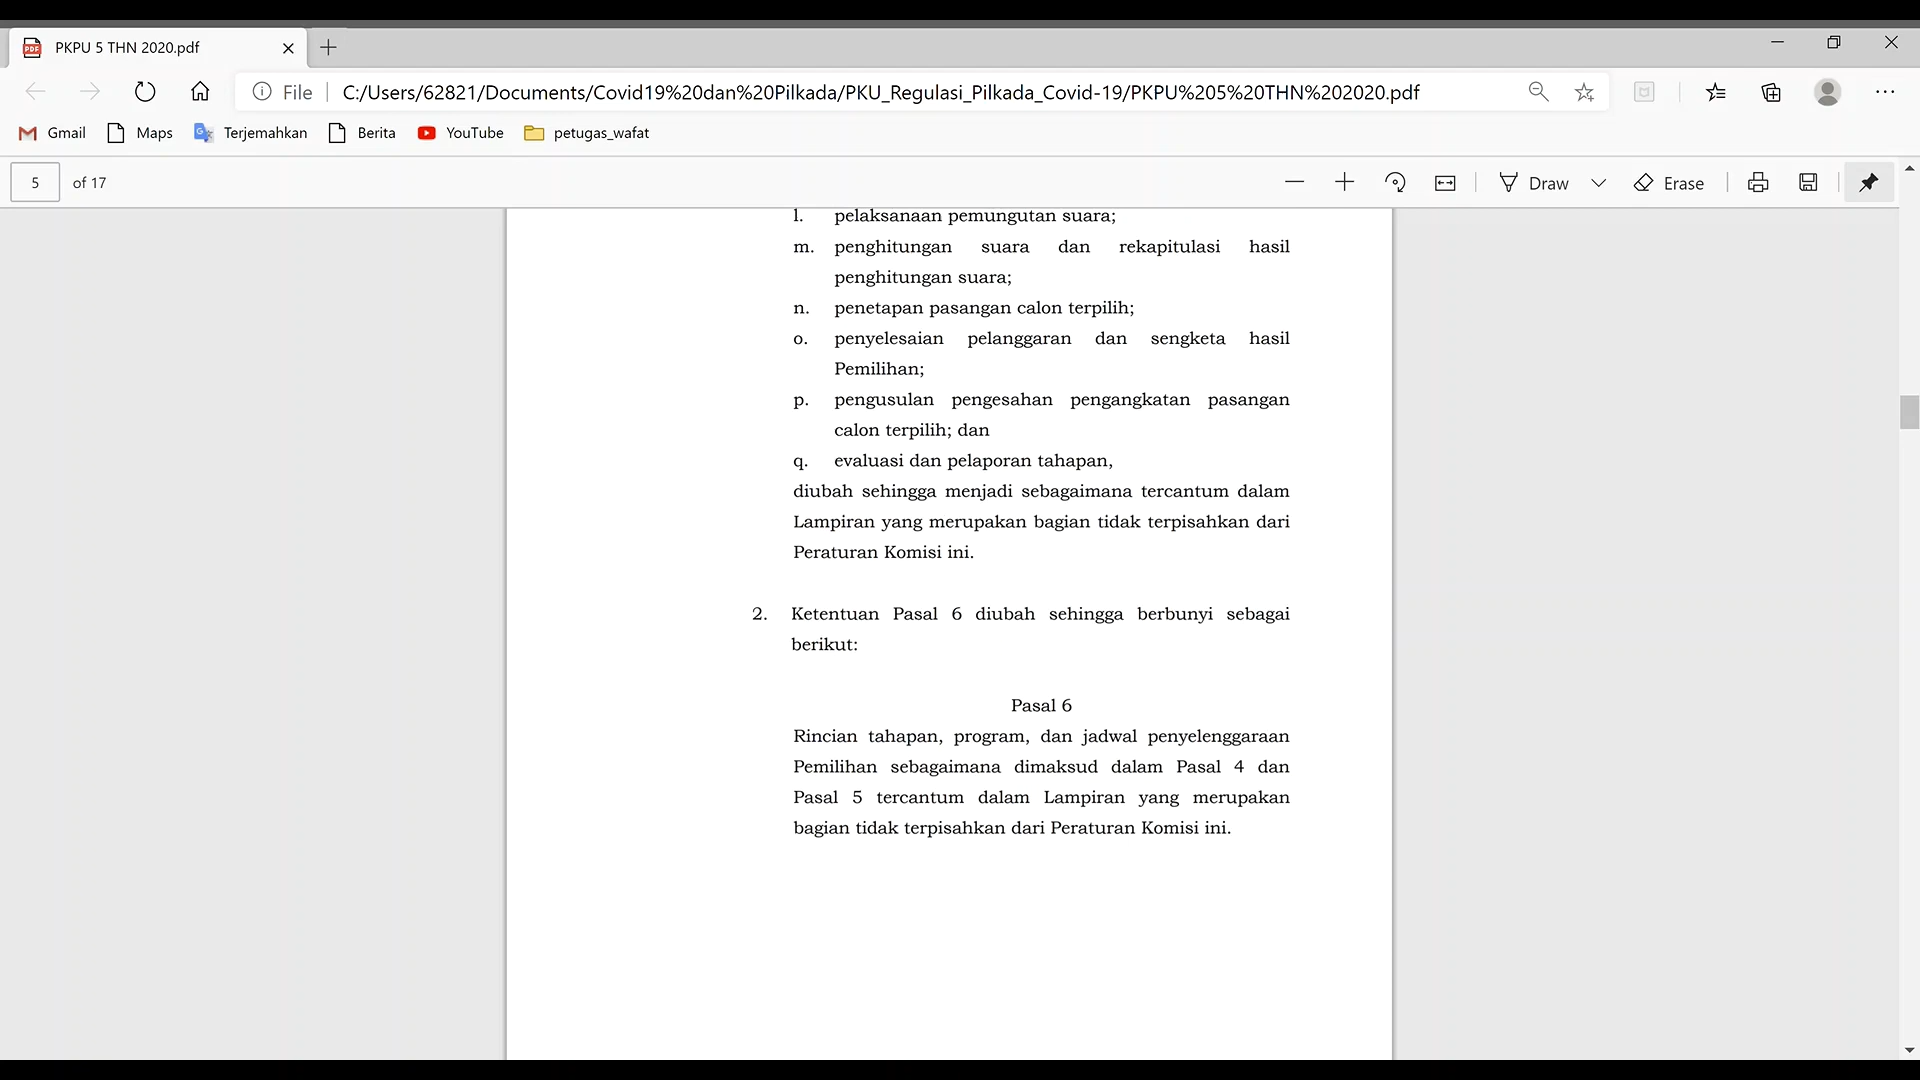 PKPU 5 THN 2020.pdf
File
C:/Users/62821/Documents/Covid19%20dan%20Pilkada/PKU_Regulasi_Pilkada_Covid-19/PKPU%205%20THN%202020.pdf
Gmail
Maps
Terjemahkan
Berita
YouTube
petugas_wafat
5 of 17
Draw
Erase
l. pelaksanaan pemungutan suara;
m. penghitungan suara dan rekapitulasi hasil
penghitungan suara;
n. penetapan pasangan calon terpilih;
o. penyelesaian pelanggaran dan sengketa hasil
Pemilihan;
p. pengusulan pengesahan pengangkatan pasangan
calon terpilih; dan
q. evaluasi dan pelaporan tahapan,
diubah sehingga menjadi sebagaimana tercantum dalam
Lampiran yang merupakan bagian tidak terpisahkan dari
Peraturan Komisi ini.
2. Ketentuan Pasal 6 diubah sehingga berbunyi sebagai
berikut:
Pasal 6
Rincian tahapan, program, dan jadwal penyelenggaraan
Pemilihan sebagaimana dimaksud dalam Pasal 4 dan
Pasal 5 tercantum dalam Lampiran yang merupakan
bagian tidak terpisahkan dari Peraturan Komisi ini.